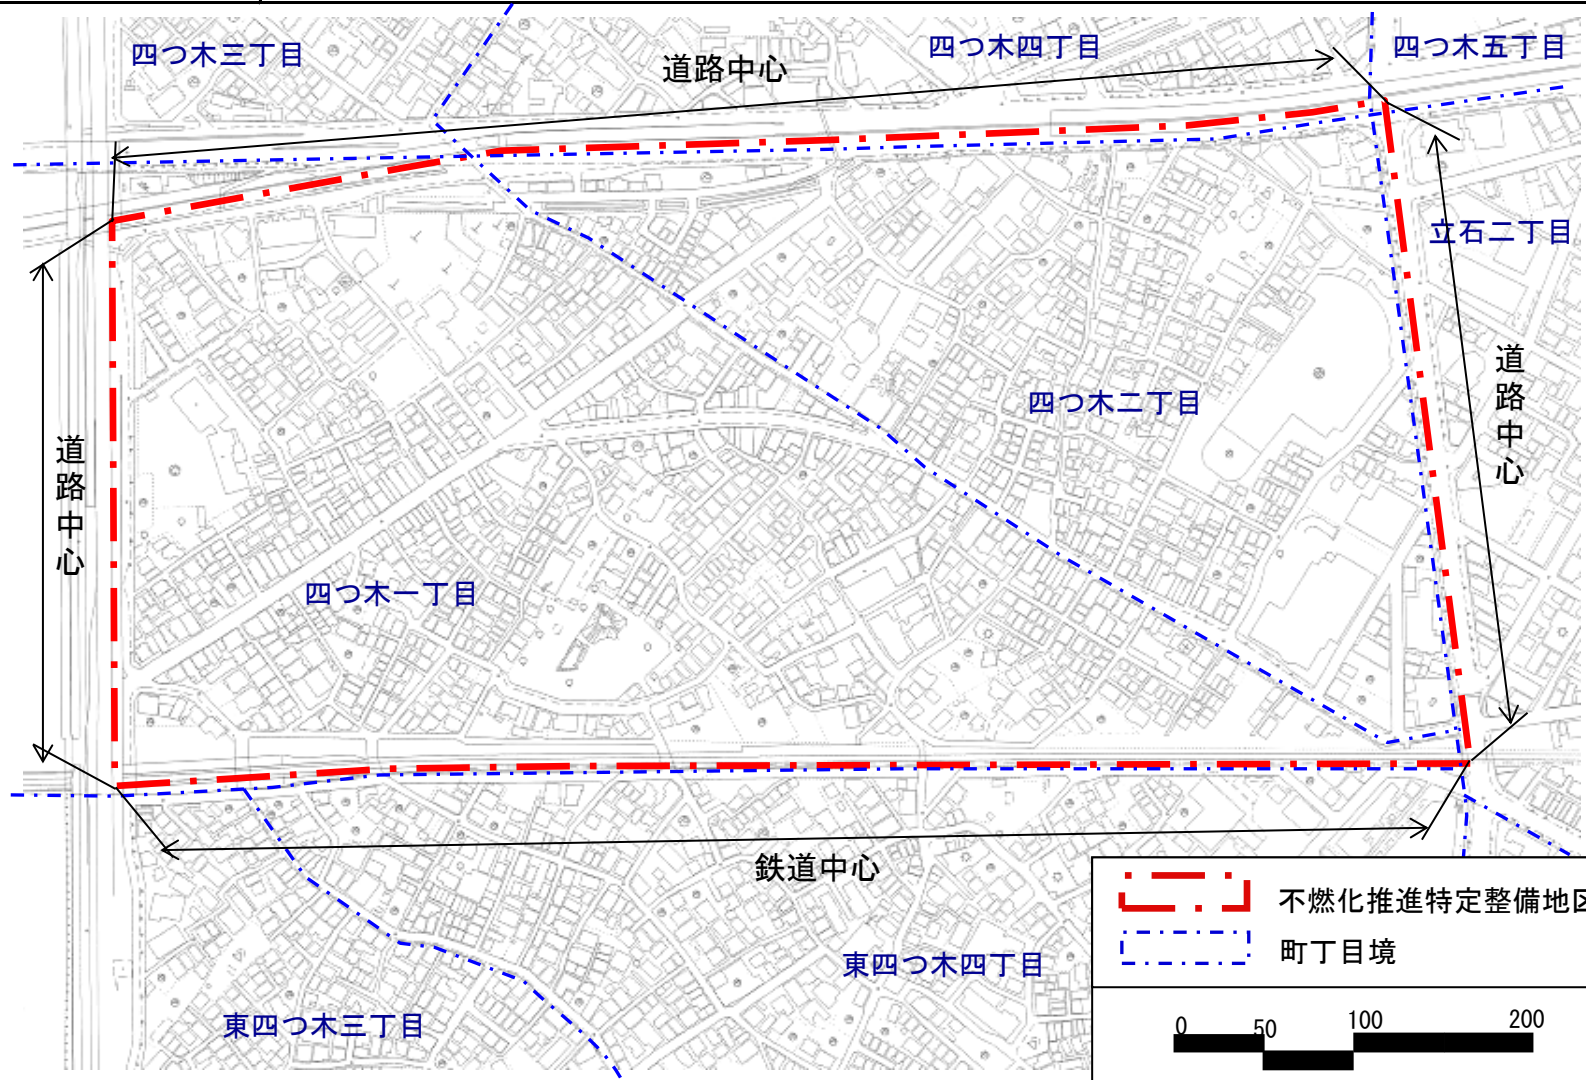 四つ木三丁目
四つ木四丁目
四つ木五丁目
道路中心
立石二丁目
道路中心
四つ木二丁目
道路中心
四つ木一丁目
鉄道中心
不燃化推進特定整備地区
町丁目境
東四つ木四丁目
東四つ木三丁目
0 50 100 200